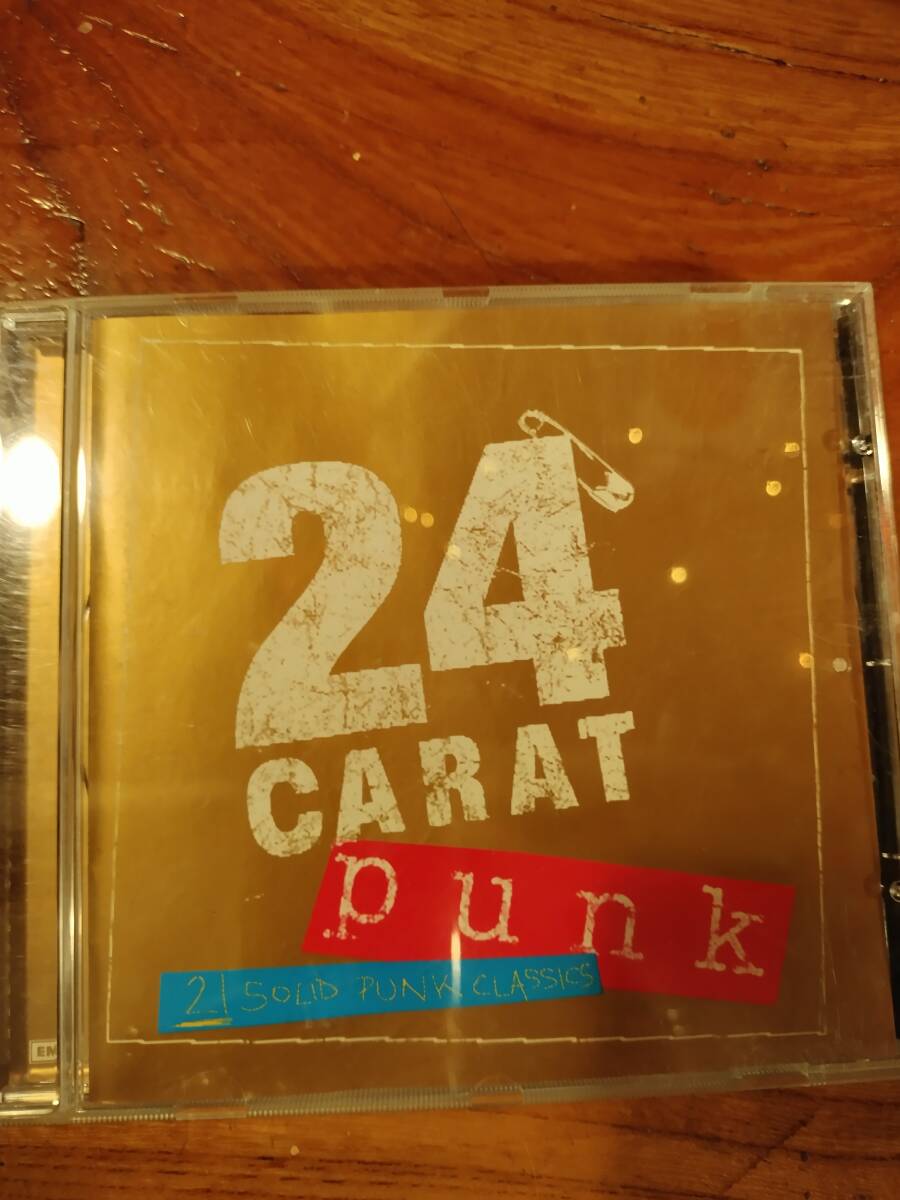 24
CARAT
punk
21 SOLID PUNK CLASSICS